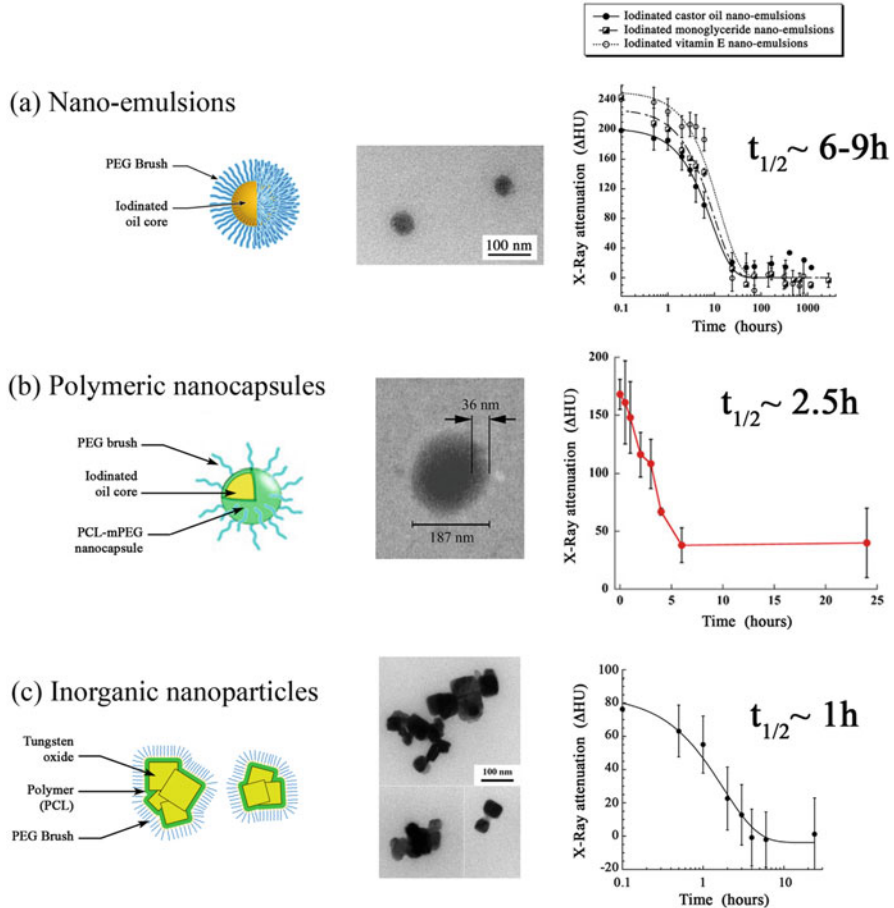 Iodinated castor oil nano-emulsions
Iodinated monoglyceride nano-emulsions
Iodinated vitamin E nano-emulsions
(a) Nano-emulsions
PEG Brush
Iodinated
oil core
100 nm
X-Ray attenuation (ΔHU)
240
200
160
120
80
40
0
0.1
1
10
100
1000
Time (hours)
t1/2~ 6-9h
(b) Polymeric nanocapsules
PEG brush
Iodinated
oil core
PCL-mPEG
nanocapsule
36 nm
187 nm
X-Ray attenuation (ΔHU)
200
150
100
50
0
0
5
10
15
20
25
Time (hours)
t1/2~ 2.5h
(c) Inorganic nanoparticles
Tungsten
oxide
Polymer
(PCL)
PEG Brush
100 nm
X-Ray attenuation (ΔHU)
100
80
60
40
20
0
-20
0.1
1
10
Time (hours)
t1/2~ 1h